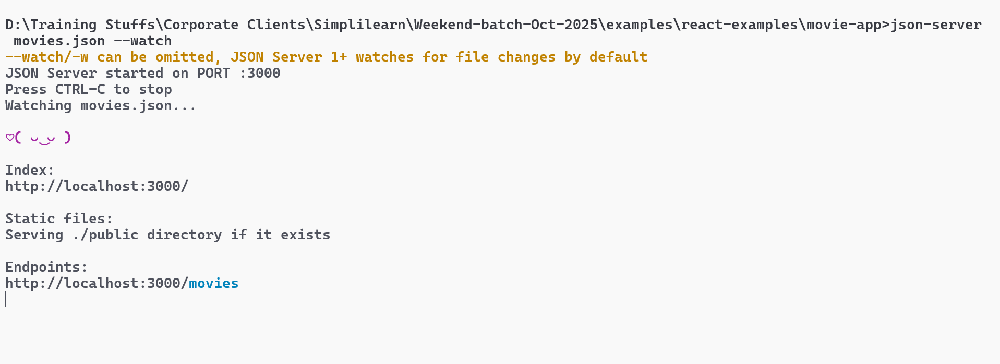 D:\Training Stuffs\Corporate Clients\Simplilearn\Weekend-batch-Oct-2025\examples\react-examples\movie-app>json-server
 movies.json --watch
--watch/-w can be omitted, JSON Server 1+ watches for file changes by default
JSON Server started on PORT :3000
Press CTRL-C to stop
Watching movies.json...
♡( ᴗ͜ᴗ )
Index:
http://localhost:3000/
Static files:
Serving ./public directory if it exists
Endpoints:
http://localhost:3000/movies